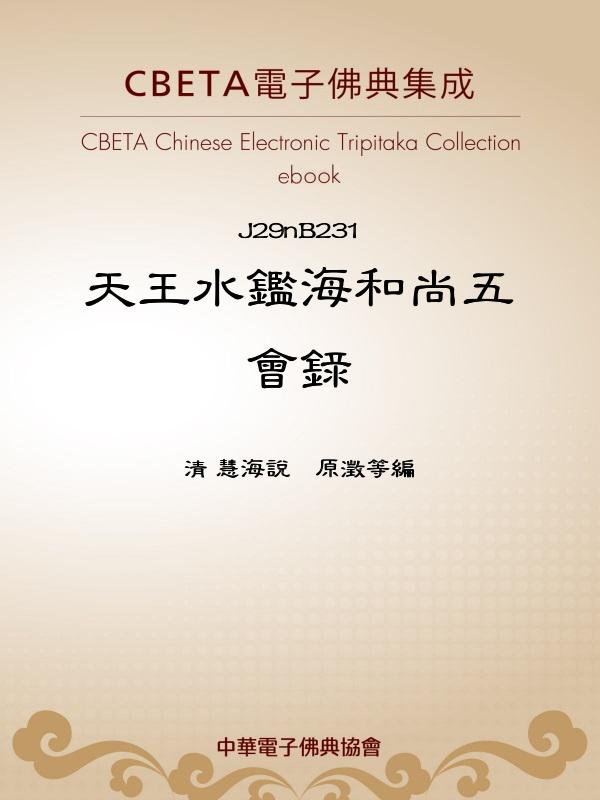 CBETA電子佛典集成
CBETA Chinese Electronic Tripitaka Collection
ebook
J29nB231
天王水鑑海和尚五
會錄
清 慧海說　原澂等編
中華電子佛典協會